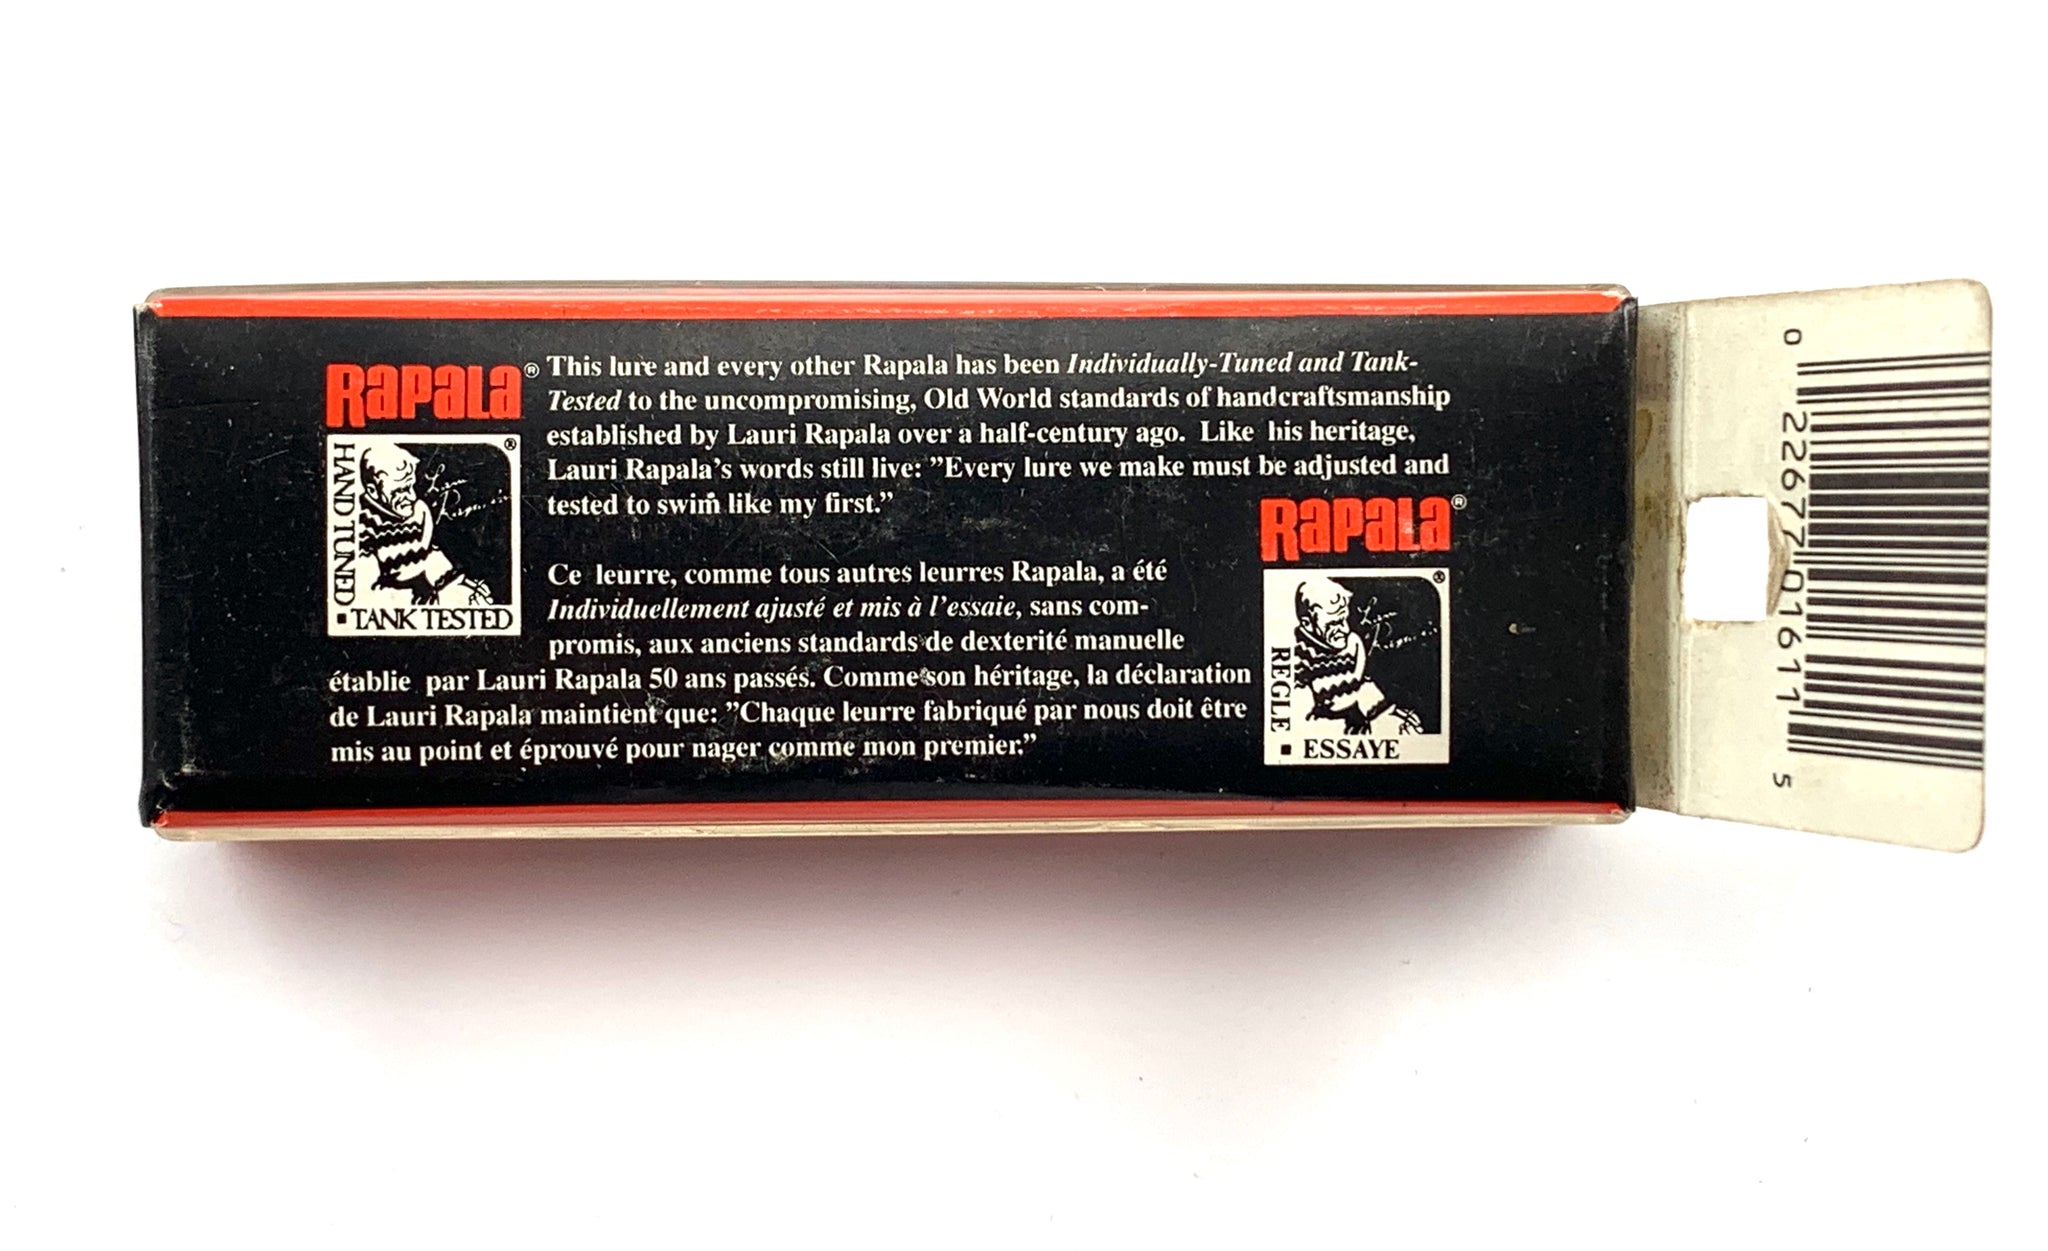 RAPALA®
HAND TUNED
▪ TANK TESTED
®
This lure and every other Rapala has been Individually-Tuned and Tank-
Tested to the uncompromising, Old World standards of handcraftsmanship
established by Lauri Rapala over a half-century ago. Like his heritage,
Lauri Rapala's words still live: ”Every lure we make must be adjusted and
tested to swim like my first.”
Ce leurre, comme tous autres leurres Rapala, a été
Individuellement ajusté et mis à l'essaie, sans com-
promis, aux anciens standards de dexterité manuelle
établie par Lauri Rapala 50 ans passés. Comme son héritage, la déclaration
de Lauri Rapala maintient que: ”Chaque leurre fabriqué par nous doit être
mis au point et éprouvé pour nager comme mon premier.”
RAPALA®
REGLE
▪ ESSAYE
®
0 22677 01611 5